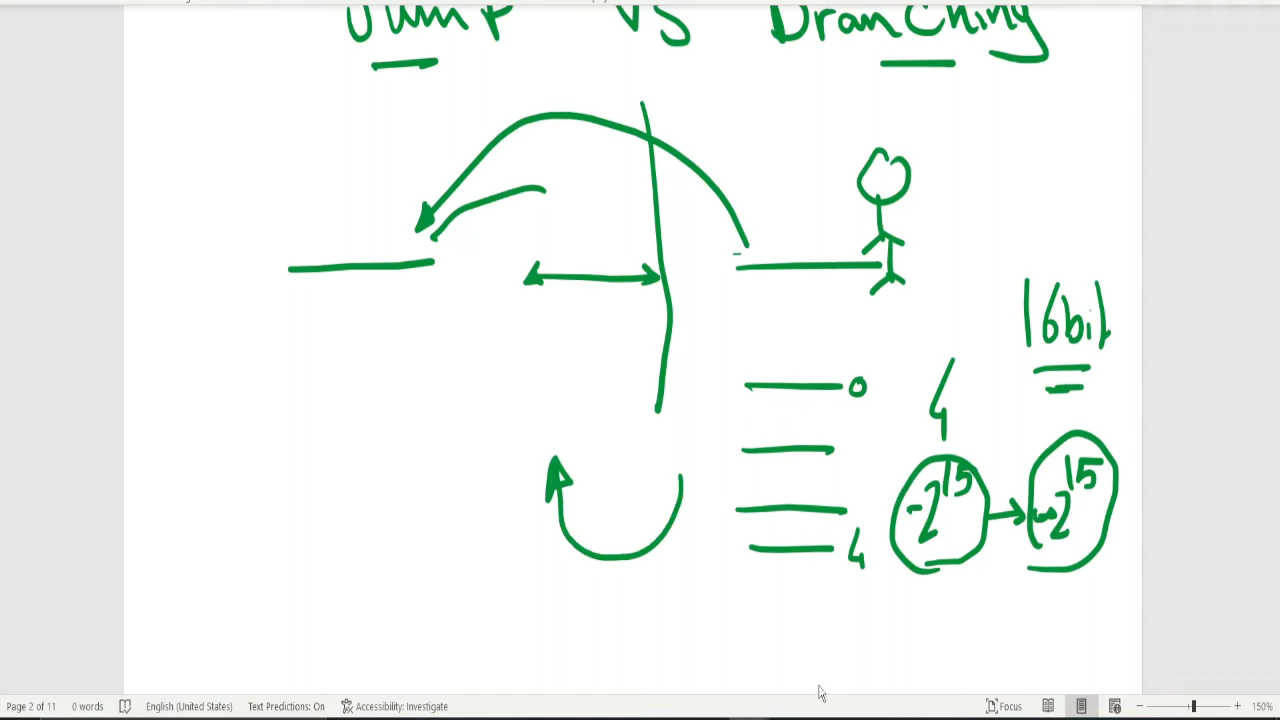 Jump vs Branching
16bit
0
4
-2^15 → -2^15
4
Page 2 of 11 0 words English (United States) Text Predictions: On Accessibility: Investigate Focus 150%